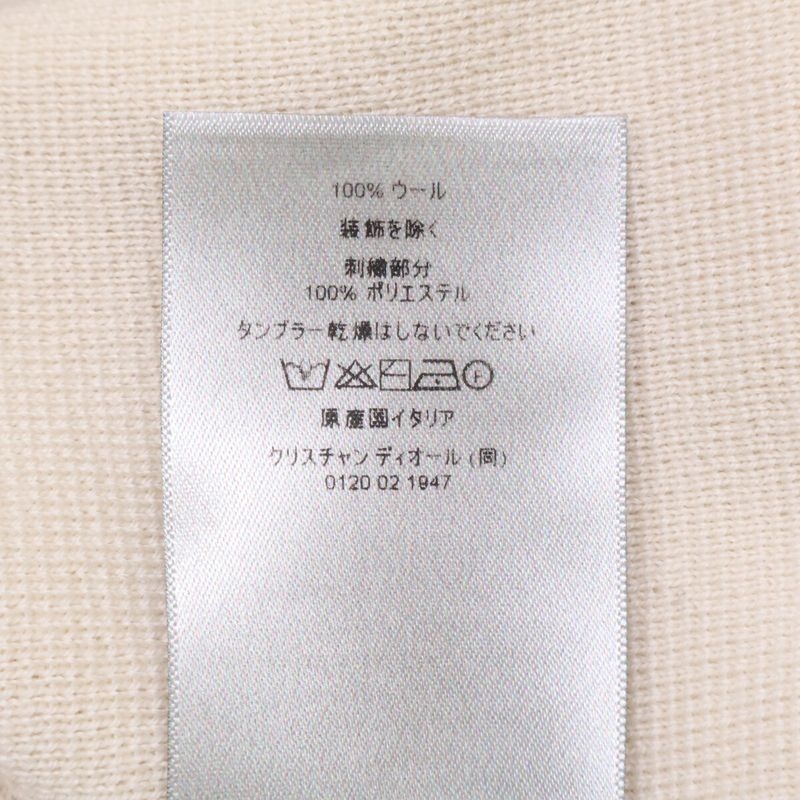 100% ウール
装飾を除く
刺繍部分
100% ポリエステル
タンブラー乾燥はしないでください
P
原産国イタリア
クリスチャン ディオール (同)
0120 02 1947